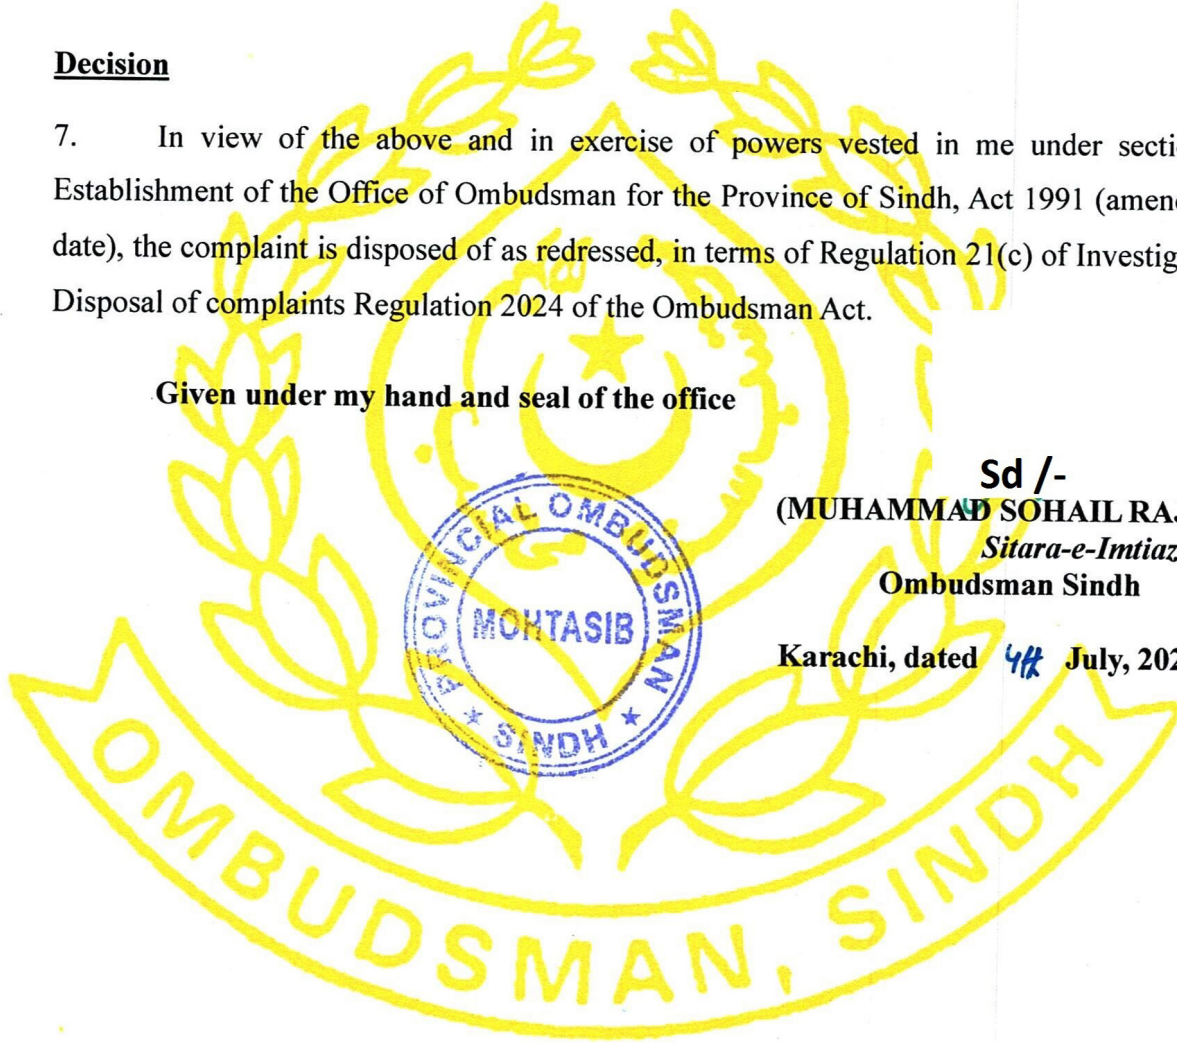 Decision
7. In view of the above and in exercise of powers vested in me under secti
Establishment of the Office of Ombudsman for the Province of Sindh, Act 1991 (amen
date), the complaint is disposed of as redressed, in terms of Regulation 21(c) of Investig
Disposal of complaints Regulation 2024 of the Ombudsman Act.
Given under my hand and seal of the office
Sd /-
(MUHAMMAD SOHAIL RA
Sitara-e-Imtiaz
Ombudsman Sindh
Karachi, dated 4th July, 202
PROVINCIAL OMBUDSMAN
MOHTASIB
★ SINDH ★
OMBUDSMAN, SINDH